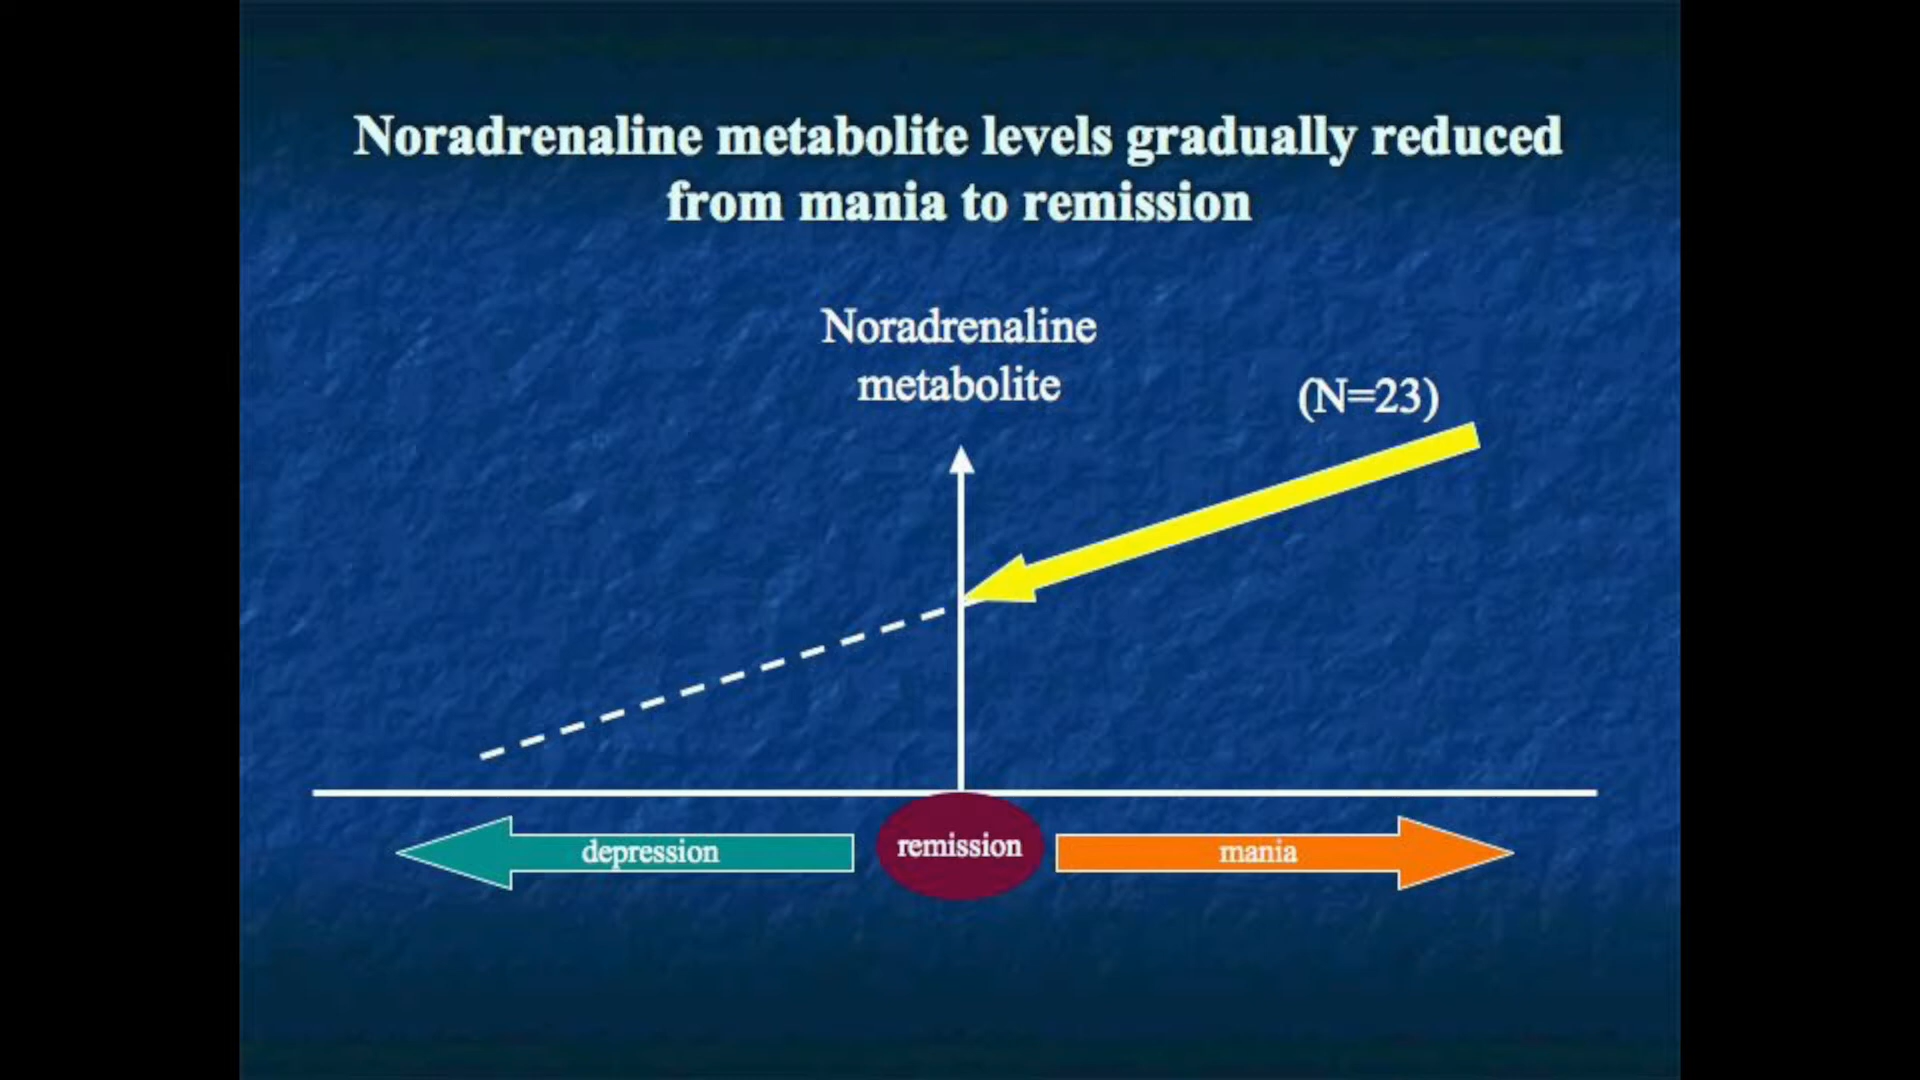 Noradrenaline metabolite levels gradually reduced
from mania to remission
Noradrenaline
metabolite
(N=23)
depression
remission
mania